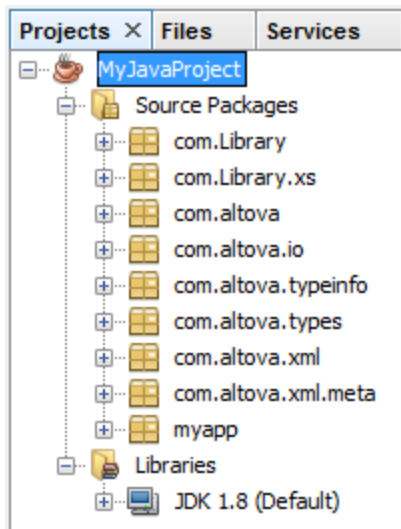 Projects × Files Services
MyJavaProject
Source Packages
com.Library
com.Library.xs
com.altova
com.altova.io
com.altova.typeinfo
com.altova.types
com.altova.xml
com.altova.xml.meta
myapp
Libraries
JDK 1.8 (Default)